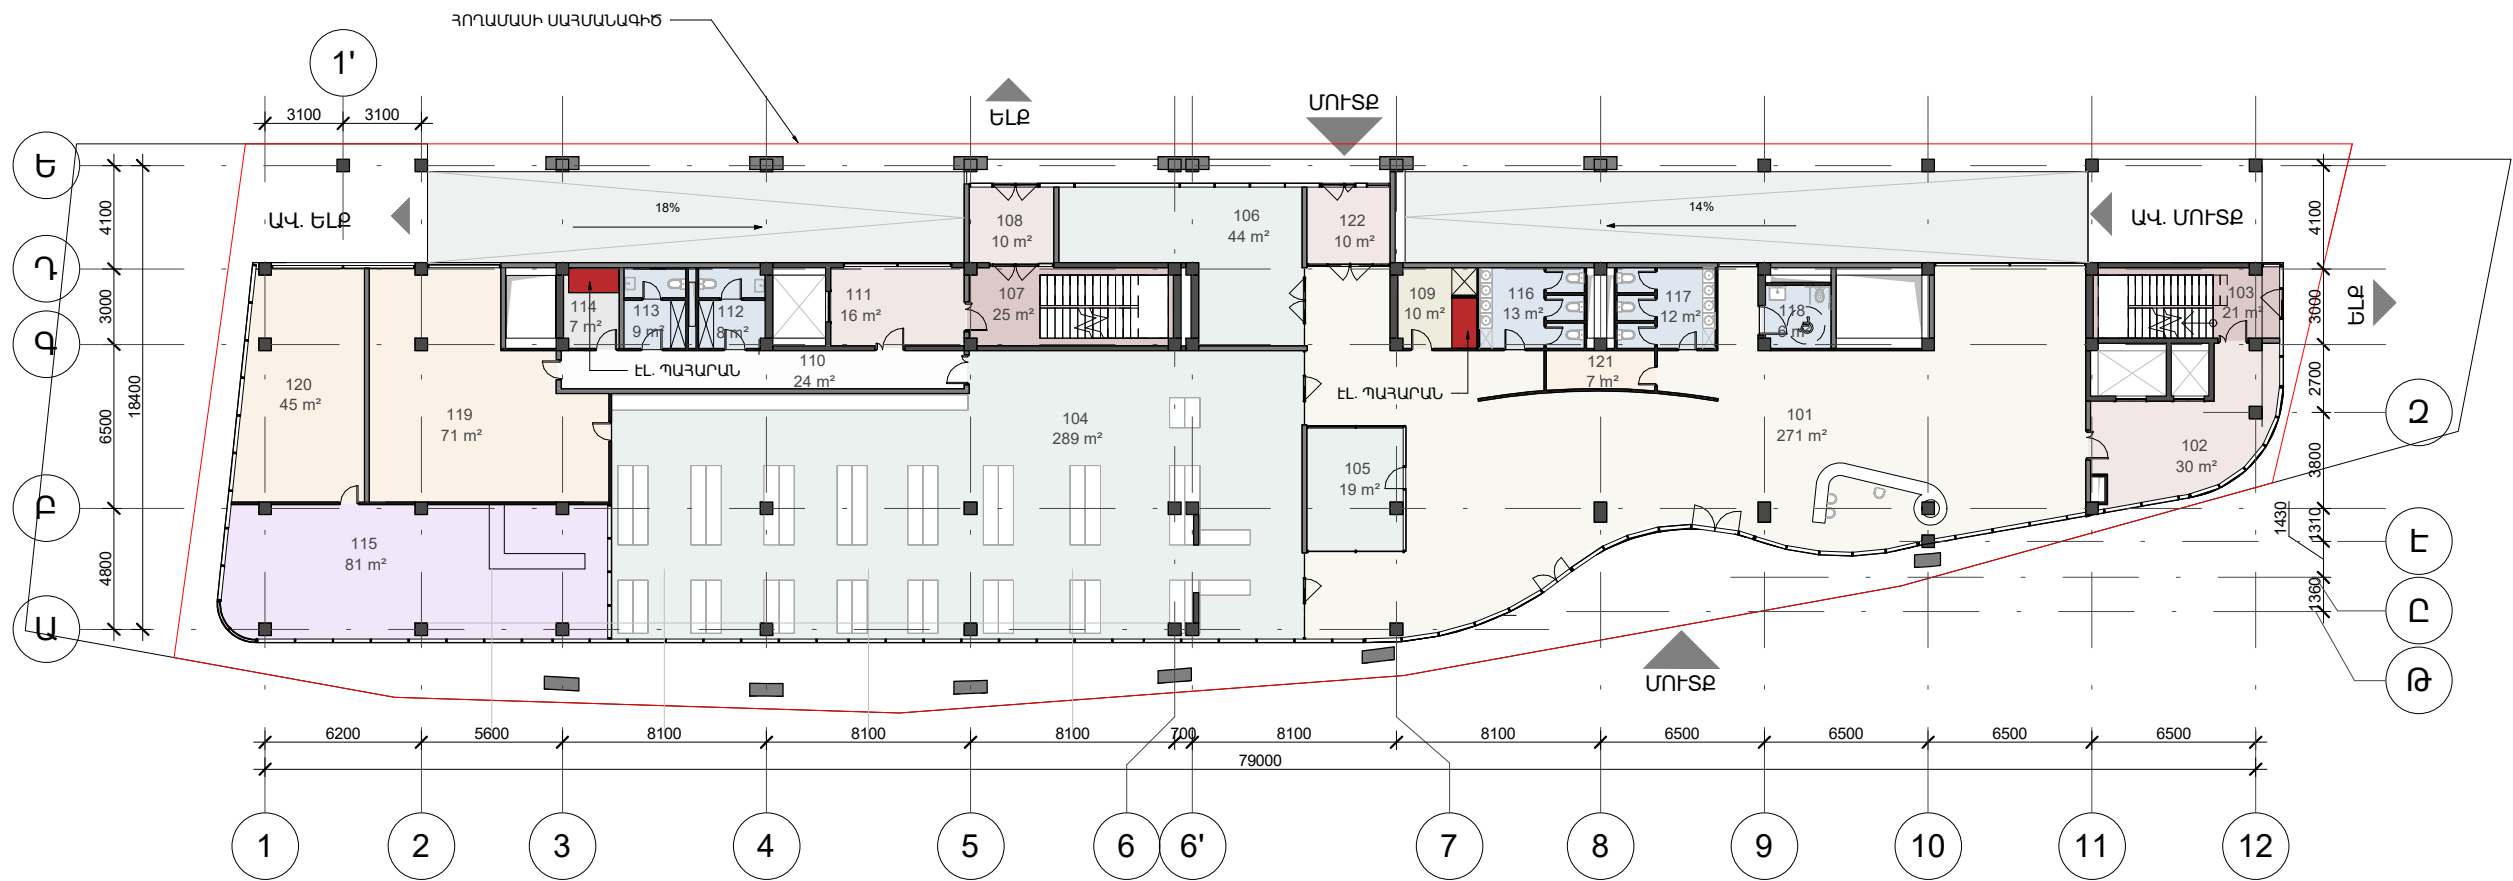 ՀՈՂԱՄԱՍԻ ՍԱՀՄԱՆԱԳԻԾ
1'
3100
3100
ԵԼՔ
ՄՈՒՏՔ
Ե
Դ
Գ
Բ
Ա
4100
3000
6500
4800
18400
ԱՎ. ԵԼՔ
18%
14%
ԱՎ. ՄՈՒՏՔ
108
10 m²
106
44 m²
122
10 m²
114
7 m²
113
9 m²
112
8 m²
111
16 m²
107
25 m²
109
10 m²
116
13 m²
117
12 m²
118
6 m²
103
21 m²
ԵԼՔ
110
24 m²
ԷԼ. ՊԱՀԱՐԱՆ
121
7 m²
ԷԼ. ՊԱՀԱՐԱՆ
120
45 m²
119
71 m²
104
289 m²
101
271 m²
102
30 m²
105
19 m²
115
81 m²
4100
3000
2700
3800
1310
1430
1360
Զ
Է
Ը
Թ
ՄՈՒՏՔ
6200
5600
8100
8100
8100
700
8100
8100
6500
6500
6500
6500
79000
1
2
3
4
5
6
6'
7
8
9
10
11
12